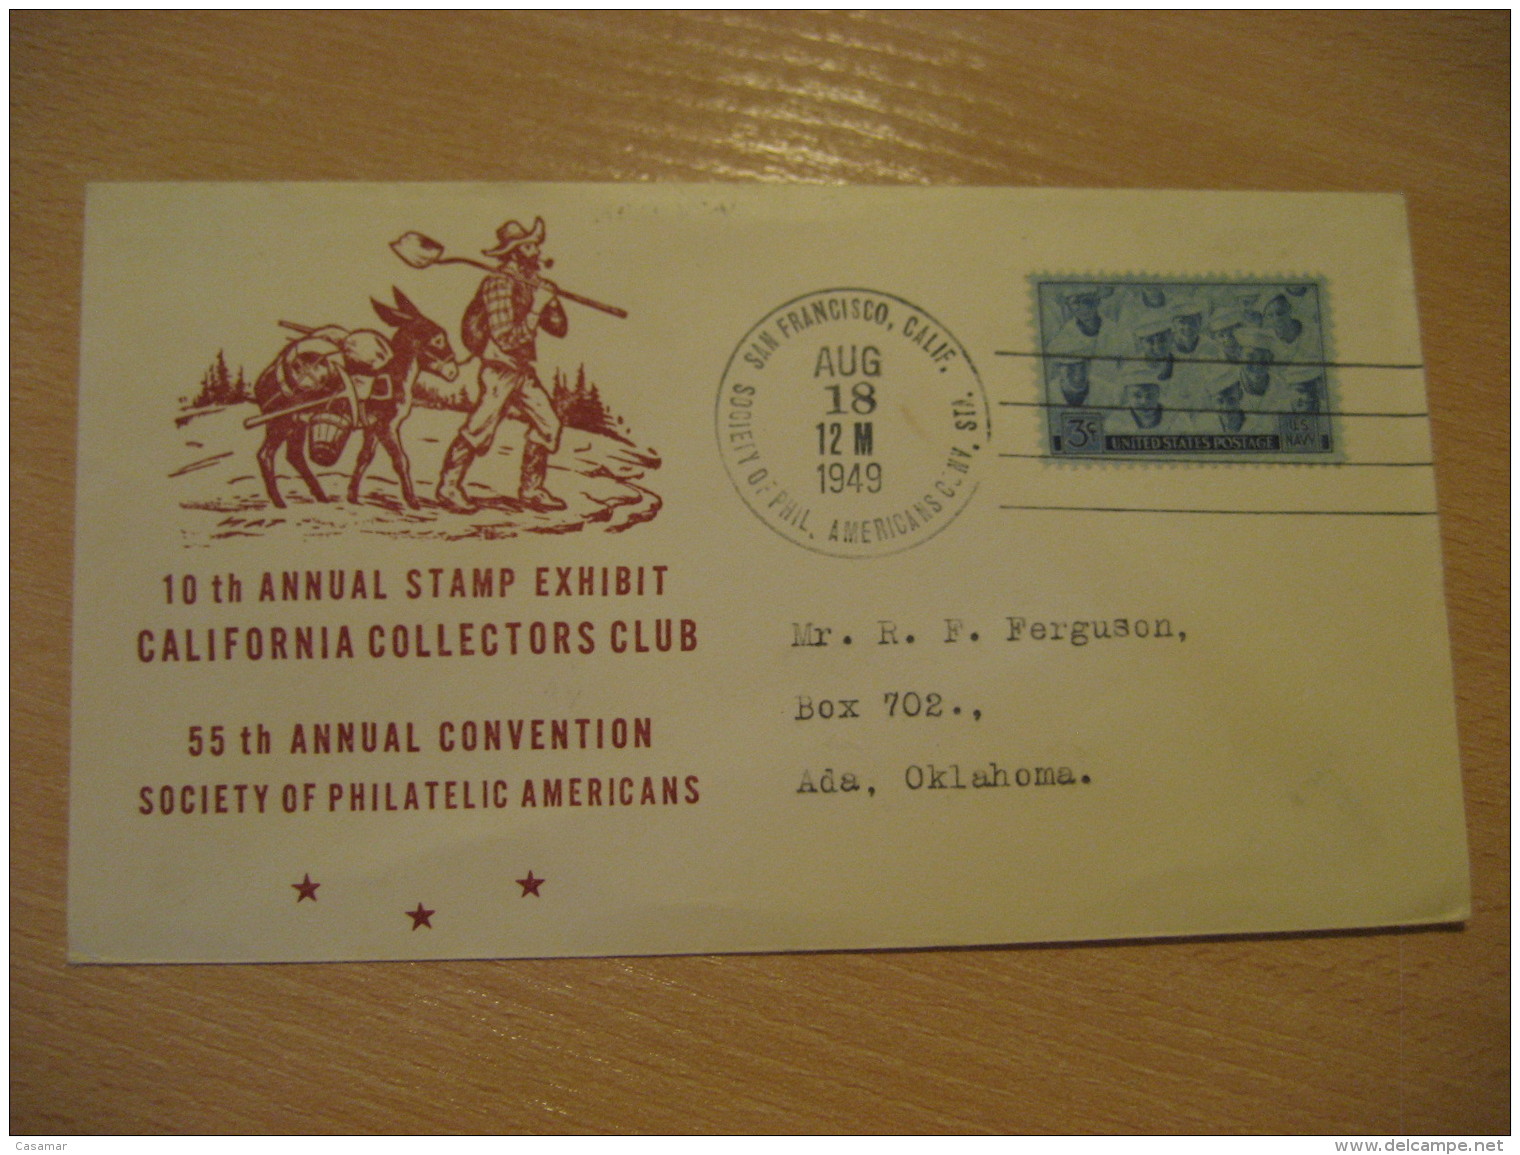 10 th ANNUAL STAMP EXHIBIT
CALIFORNIA COLLECTORS CLUB
55 th ANNUAL CONVENTION
SOCIETY OF PHILATELIC AMERICANS
SAN FRANCISCO, CALIF.
SOCIETY OF PHIL. AMERICANS CONV. STA.
AUG
18
12 M
1949
3¢
UNITED STATES POSTAGE
U.S.
NAVY
Mr. R. F. Ferguson,
Box 702.,
Ada, Oklahoma.
Casamar
www.delcampe.net